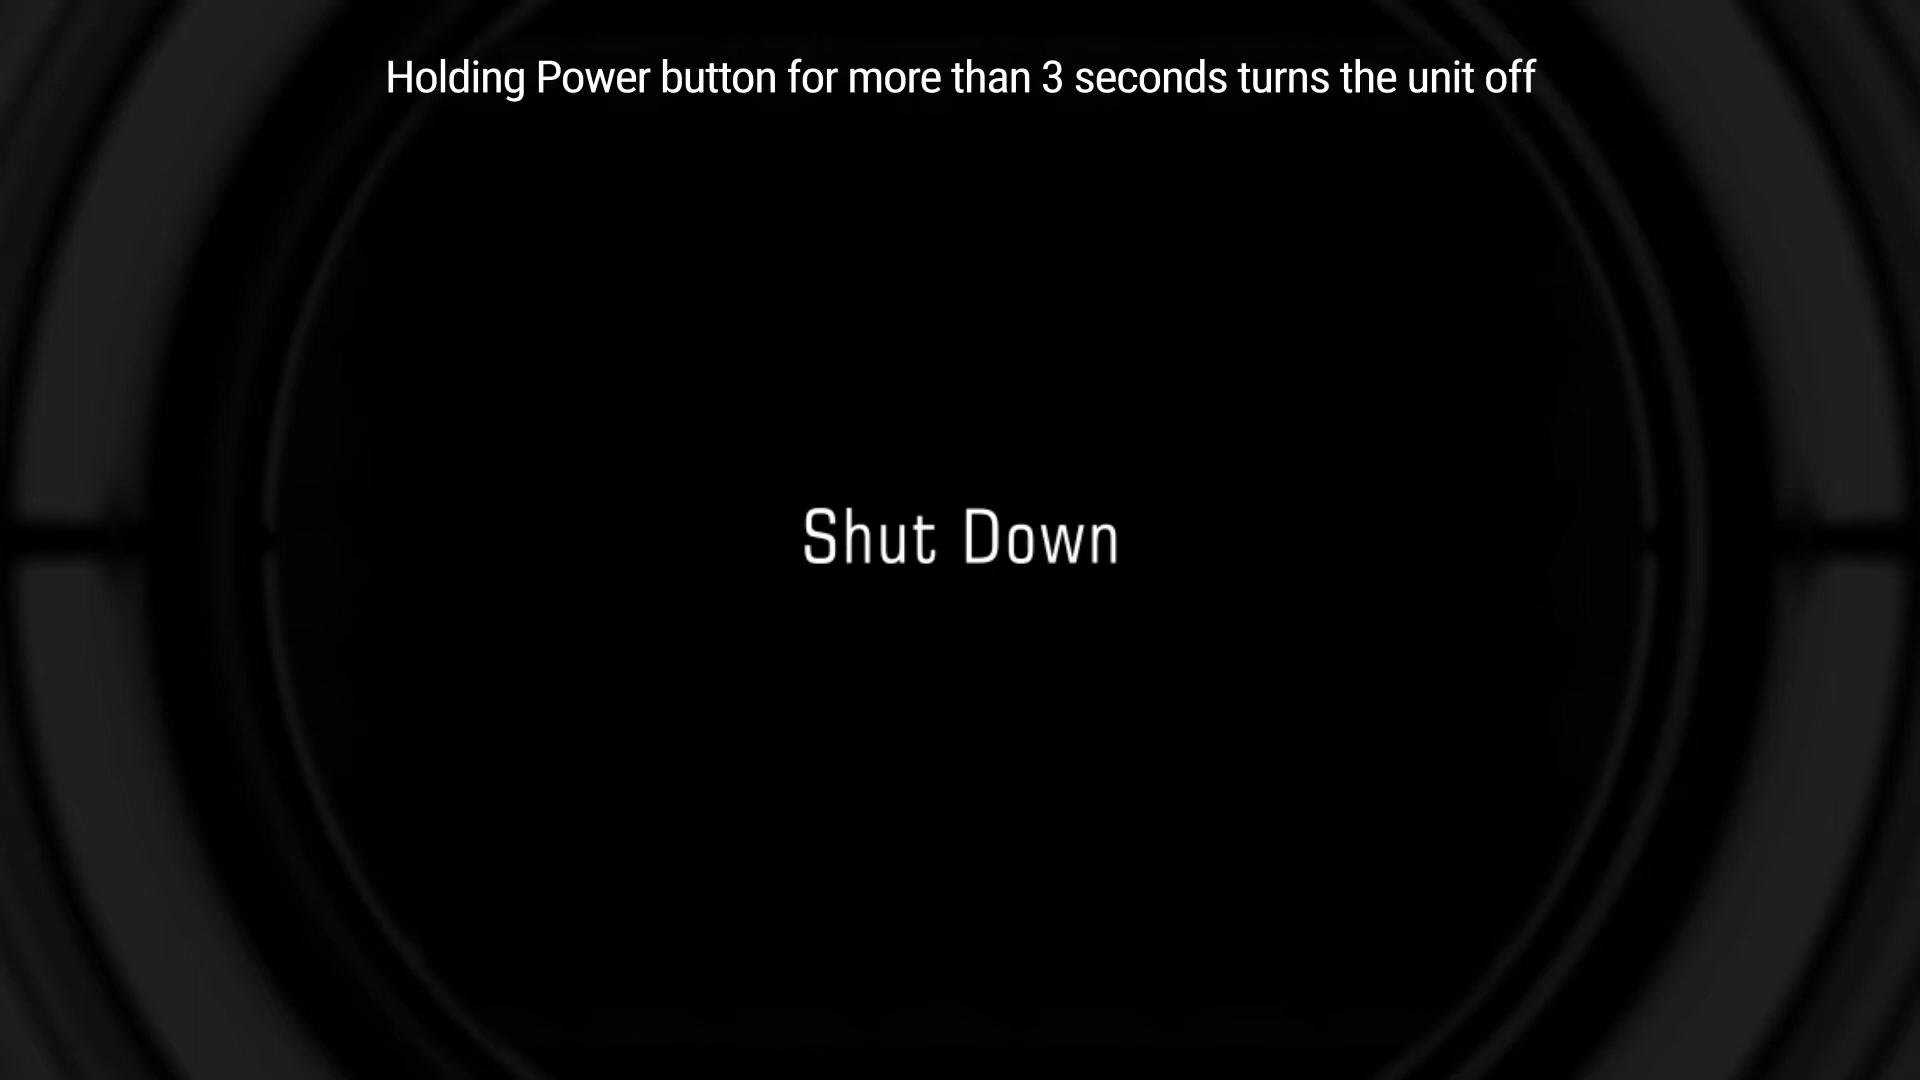 Holding Power button for more than 3 seconds turns the unit off
Shut Down